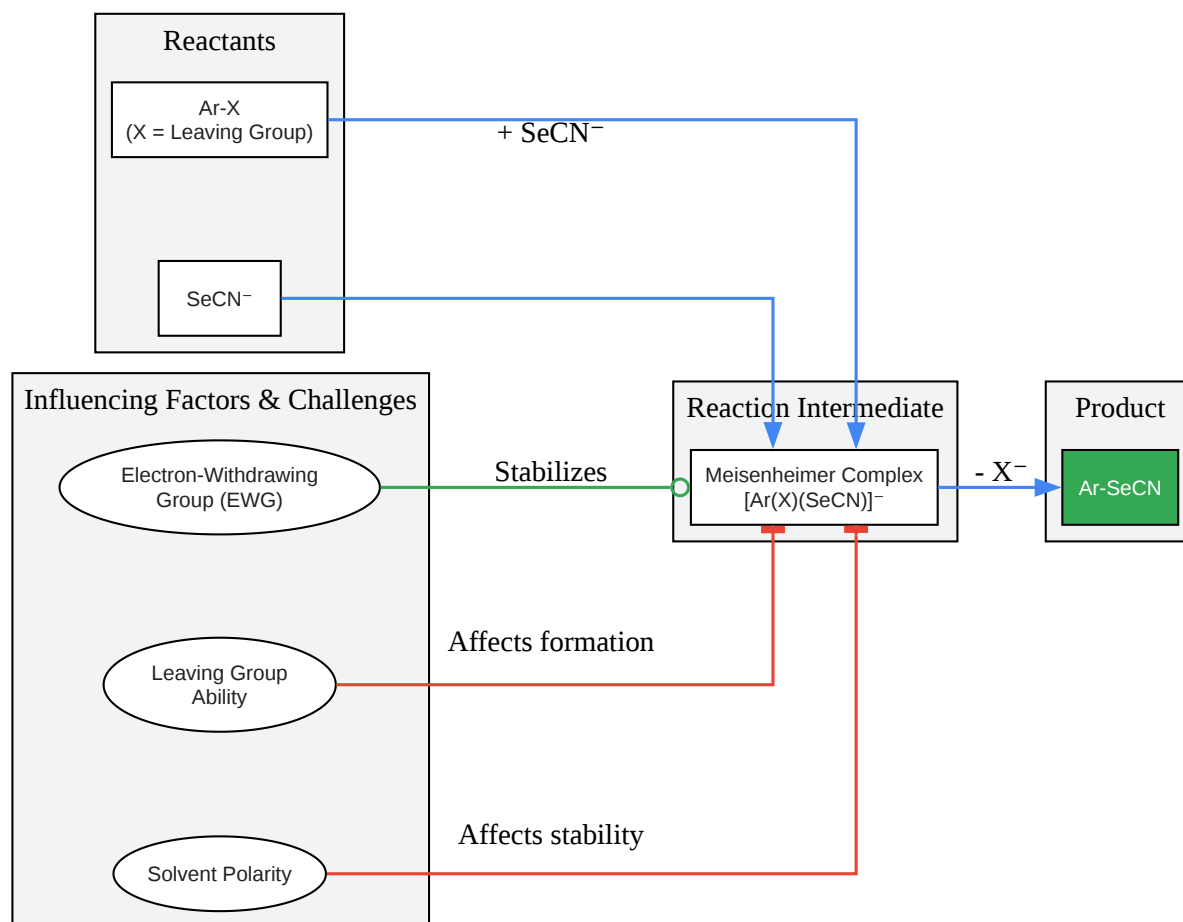 Reactants
Ar-X
(X = Leaving Group)
+ SeCN⁻
SeCN⁻
Influencing Factors & Challenges
Electron-Withdrawing
Group (EWG)
Stabilizes
Reaction Intermediate
Meisenheimer Complex
[Ar(X)(SeCN)]⁻
- X⁻
Product
Ar-SeCN
Leaving Group
Ability
Affects formation
Solvent Polarity
Affects stability